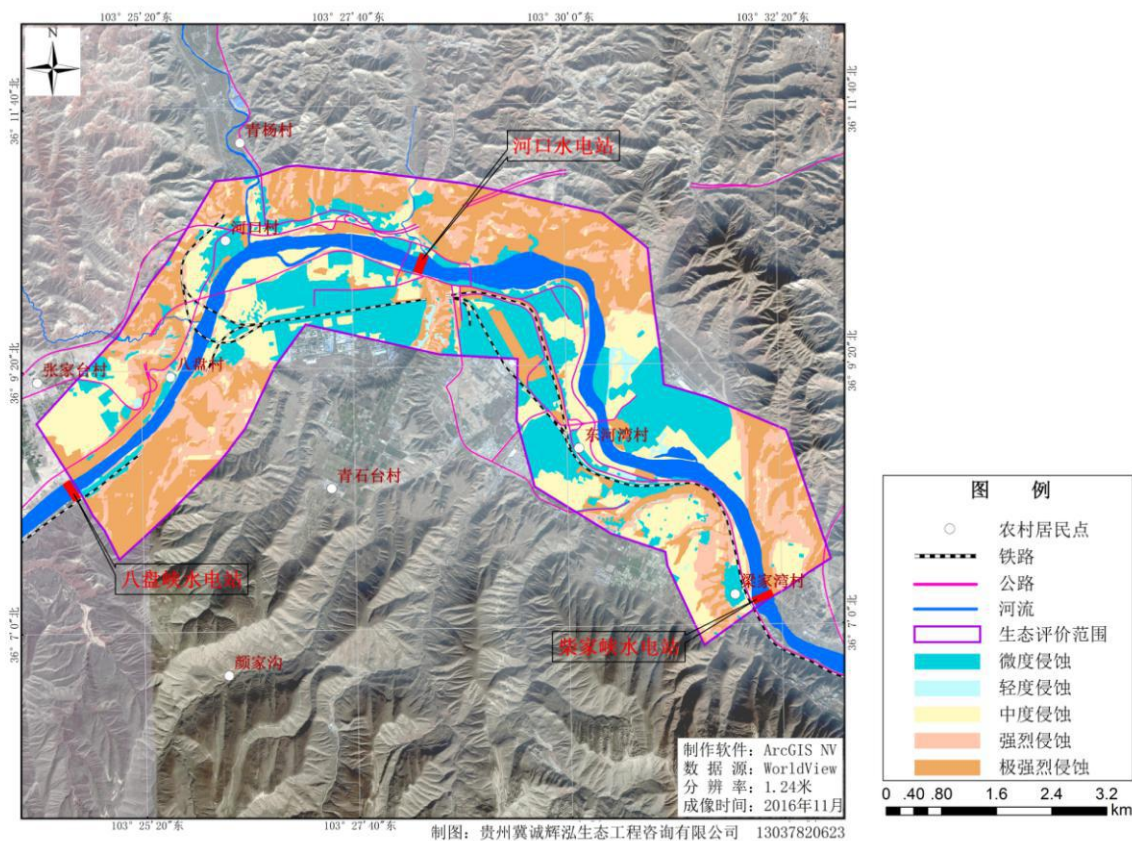 103° 25′20″东
103° 27′40″东
103° 30′0″东
103° 32′20″东
N
36° 11′40″北
36° 11′40″北
青杨村
河口水电站
河口村
36° 9′20″北
36° 9′20″北
张家台村
八盘村
东河湾村
青石台村
八盘峡水电站
梁家湾村
36° 7′0″北
36° 7′0″北
柴家峡水电站
颜家沟
制作软件：ArcGIS NV
数 据 源：WorldView
分 辨 率：1.24米
成像时间：2016年11月
103° 25′20″东
103° 27′40″东
制图：贵州冀诚辉泓生态工程咨询有限公司 13037820623
图 例
农村居民点
铁路
公路
河流
生态评价范围
微度侵蚀
轻度侵蚀
中度侵蚀
强烈侵蚀
极强烈侵蚀
0 .40 .80 1.6 2.4 3.2
km